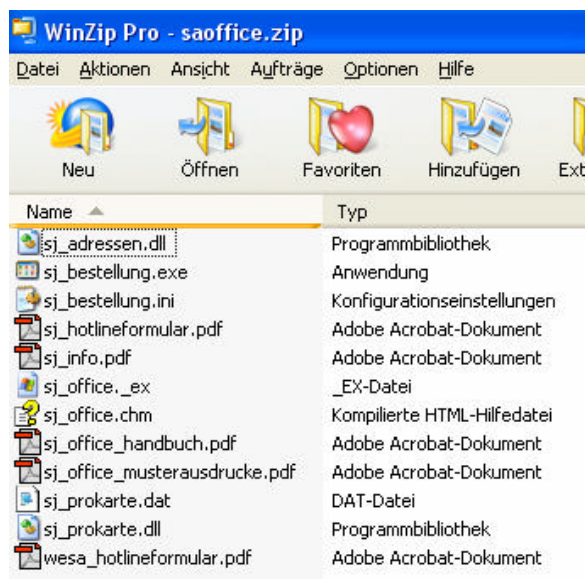 WinZip Pro - saoffice.zip
Datei Aktionen Ansicht Aufträge Optionen Hilfe
Neu Öffnen Favoriten Hinzufügen Ext
Name Typ
sj_adressen.dll Programmbibliothek
sj_bestellung.exe Anwendung
sj_bestellung.ini Konfigurationseinstellungen
sj_hotlineformular.pdf Adobe Acrobat-Dokument
sj_info.pdf Adobe Acrobat-Dokument
sj_office._ex _EX-Datei
sj_office.chm Kompilierte HTML-Hilfedatei
sj_office_handbuch.pdf Adobe Acrobat-Dokument
sj_office_musterausdrucke.pdf Adobe Acrobat-Dokument
sj_prokarte.dat DAT-Datei
sj_prokarte.dll Programmbibliothek
wesa_hotlineformular.pdf Adobe Acrobat-Dokument